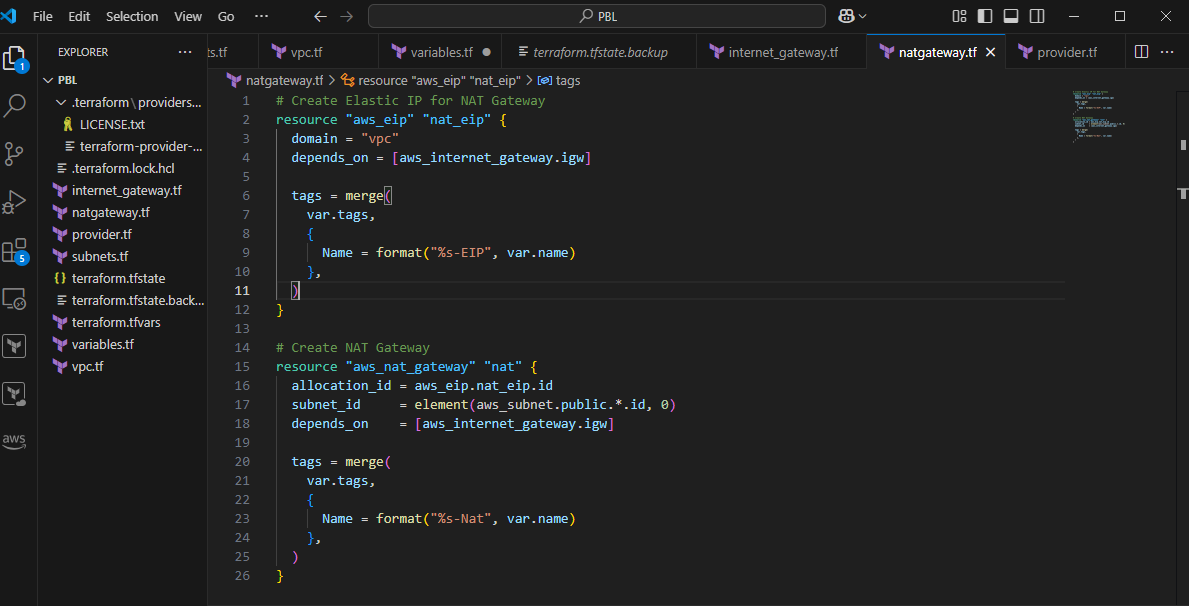 File Edit Selection View Go ··· PBL
EXPLORER ···
ts.tf vpc.tf variables.tf terraform.tfstate.backup internet_gateway.tf natgateway.tf provider.tf ···
PBL
.terraform\providers...
LICENSE.txt
terraform-provider-...
.terraform.lock.hcl
internet_gateway.tf
natgateway.tf
provider.tf
subnets.tf
terraform.tfstate
terraform.tfstate.back...
terraform.tfvars
variables.tf
vpc.tf
1
5
aws
natgateway.tf > resource "aws_eip" "nat_eip" > tags
1 # Create Elastic IP for NAT Gateway
2 resource "aws_eip" "nat_eip" {
3 domain = "vpc"
4 depends_on = [aws_internet_gateway.igw]
5
6 tags = merge(
7 var.tags,
8 {
9 Name = format("%s-EIP", var.name)
10 },
11 )
12 }
13
14 # Create NAT Gateway
15 resource "aws_nat_gateway" "nat" {
16 allocation_id = aws_eip.nat_eip.id
17 subnet_id     = element(aws_subnet.public.*.id, 0)
18 depends_on    = [aws_internet_gateway.igw]
19
20 tags = merge(
21 var.tags,
22 {
23 Name = format("%s-Nat", var.name)
24 },
25 )
26 }